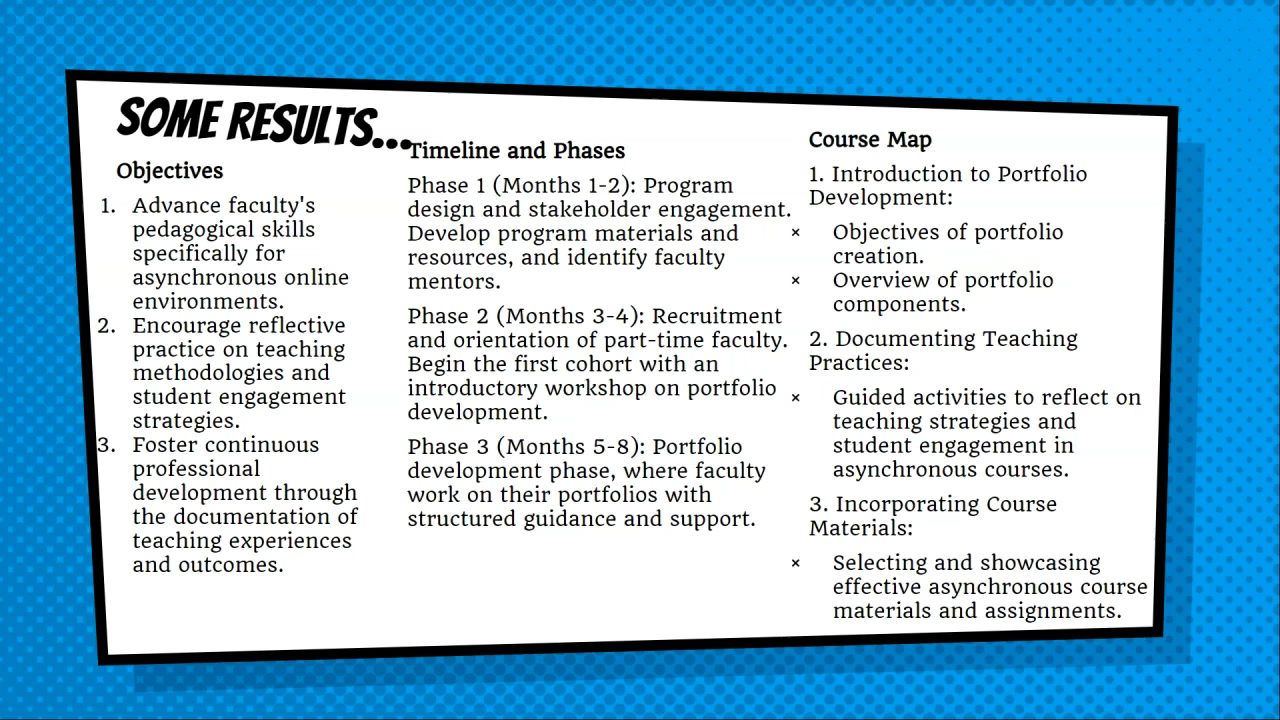 SOME RESULTS...
Objectives
1. Advance faculty's
pedagogical skills
specifically for
asynchronous online
environments.
2. Encourage reflective
practice on teaching
methodologies and
student engagement
strategies.
3. Foster continuous
professional
development through
the documentation of
teaching experiences
and outcomes.
Timeline and Phases
Phase 1 (Months 1-2): Program
design and stakeholder engagement.
Develop program materials and
resources, and identify faculty
mentors.
Phase 2 (Months 3-4): Recruitment
and orientation of part-time faculty.
Begin the first cohort with an
introductory workshop on portfolio
development.
Phase 3 (Months 5-8): Portfolio
development phase, where faculty
work on their portfolios with
structured guidance and support.
Course Map
1. Introduction to Portfolio
Development:
× Objectives of portfolio
creation.
× Overview of portfolio
components.
2. Documenting Teaching
Practices:
× Guided activities to reflect on
teaching strategies and
student engagement in
asynchronous courses.
3. Incorporating Course
Materials:
× Selecting and showcasing
effective asynchronous course
materials and assignments.